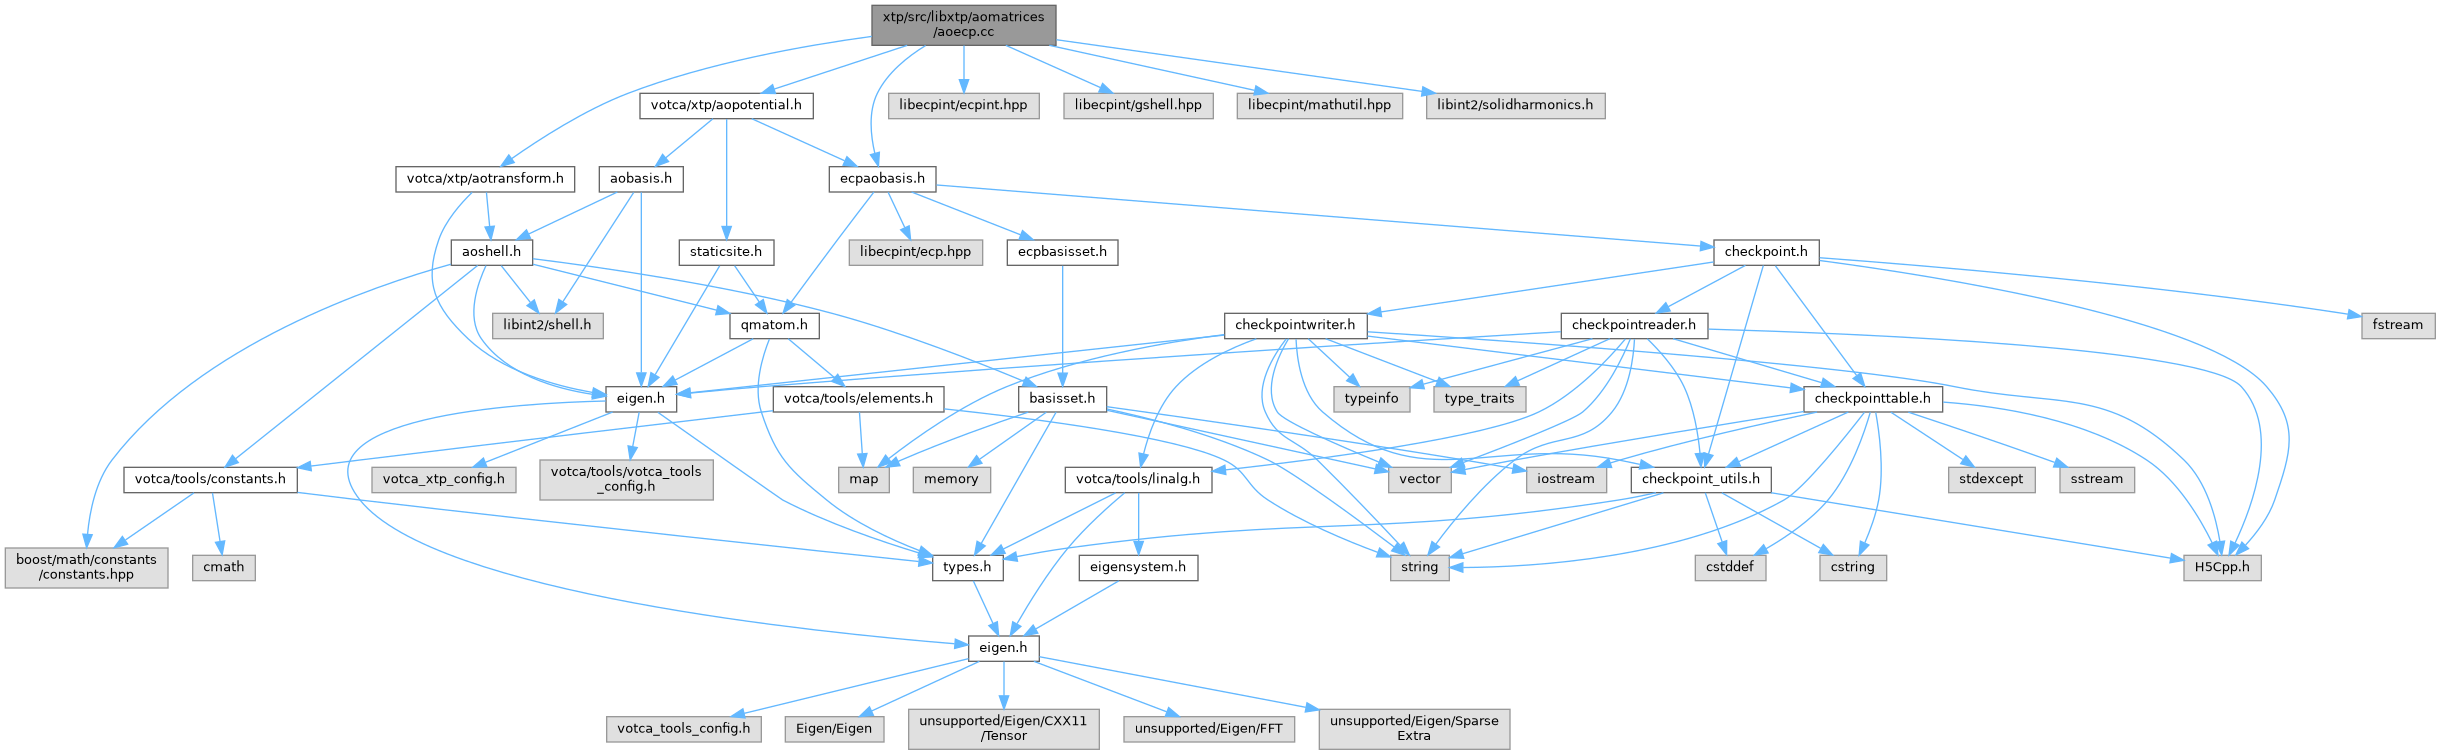 xtp/src/libxtp/aomatrices
/aoecp.cc
votca/xtp/aopotential.h
libecpint/ecpint.hpp
libecpint/gshell.hpp
libecpint/mathutil.hpp
libint2/solidharmonics.h
votca/xtp/aotransform.h
aobasis.h
ecpaobasis.h
aoshell.h
staticsite.h
libecpint/ecp.hpp
ecpbasisset.h
checkpoint.h
libint2/shell.h
qmatom.h
checkpointwriter.h
checkpointreader.h
fstream
eigen.h
votca/tools/elements.h
basisset.h
typeinfo
type_traits
checkpointtable.h
votca/tools/constants.h
votca_xtp_config.h
votca/tools/votca_tools
_config.h
map
memory
votca/tools/linalg.h
vector
iostream
checkpoint_utils.h
stdexcept
sstream
boost/math/constants
/constants.hpp
cmath
types.h
eigensystem.h
string
cstddef
cstring
H5Cpp.h
eigen.h
votca_tools_config.h
Eigen/Eigen
unsupported/Eigen/CXX11
/Tensor
unsupported/Eigen/FFT
unsupported/Eigen/Sparse
Extra